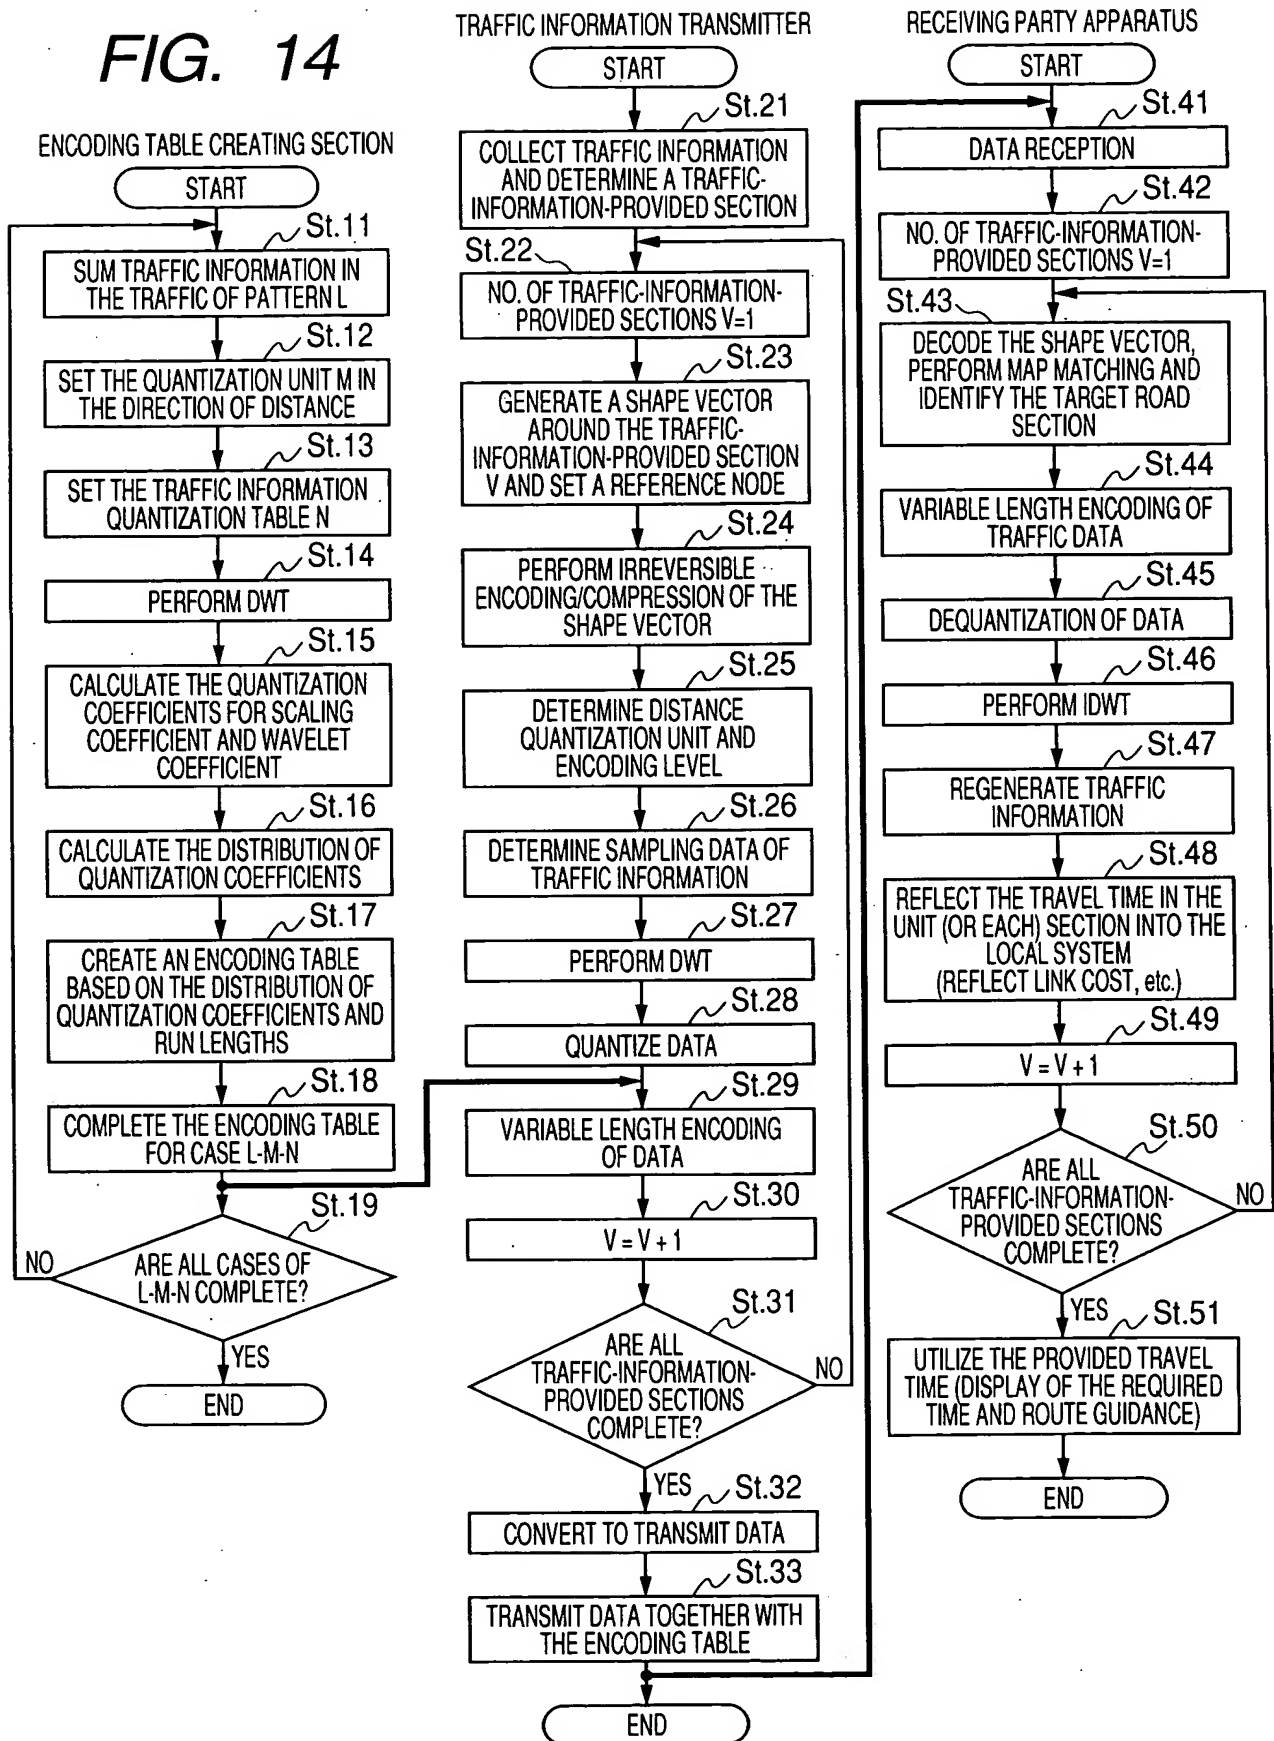 FIG. 14
ENCODING TABLE CREATING SECTION
START
St.11
SUM TRAFFIC INFORMATION IN
THE TRAFFIC OF PATTERN L
St.12
SET THE QUANTIZATION UNIT M IN
THE DIRECTION OF DISTANCE
St.13
SET THE TRAFFIC INFORMATION
QUANTIZATION TABLE N
St.14
PERFORM DWT
St.15
CALCULATE THE QUANTIZATION
COEFFICIENTS FOR SCALING
COEFFICIENT AND WAVELET
COEFFICIENT
St.16
CALCULATE THE DISTRIBUTION OF
QUANTIZATION COEFFICIENTS
St.17
CREATE AN ENCODING TABLE
BASED ON THE DISTRIBUTION OF
QUANTIZATION COEFFICIENTS AND
RUN LENGTHS
St.18
COMPLETE THE ENCODING TABLE
FOR CASE L-M-N
St.19
NO
ARE ALL CASES OF
L-M-N COMPLETE?
YES
END
TRAFFIC INFORMATION TRANSMITTER
START
St.21
COLLECT TRAFFIC INFORMATION
AND DETERMINE A TRAFFIC-
INFORMATION-PROVIDED SECTION
St.22
NO. OF TRAFFIC-INFORMATION-
PROVIDED SECTIONS V=1
St.23
GENERATE A SHAPE VECTOR
AROUND THE TRAFFIC-
INFORMATION-PROVIDED SECTION
V AND SET A REFERENCE NODE
St.24
PERFORM IRREVERSIBLE
ENCODING/COMPRESSION OF THE
SHAPE VECTOR
St.25
DETERMINE DISTANCE
QUANTIZATION UNIT AND
ENCODING LEVEL
St.26
DETERMINE SAMPLING DATA OF
TRAFFIC INFORMATION
St.27
PERFORM DWT
St.28
QUANTIZE DATA
St.29
VARIABLE LENGTH ENCODING
OF DATA
St.30
V = V + 1
St.31
ARE ALL
TRAFFIC-INFORMATION-
PROVIDED SECTIONS
COMPLETE?
NO
YES
St.32
CONVERT TO TRANSMIT DATA
St.33
TRANSMIT DATA TOGETHER WITH
THE ENCODING TABLE
END
RECEIVING PARTY APPARATUS
START
St.41
DATA RECEPTION
St.42
NO. OF TRAFFIC-INFORMATION-
PROVIDED SECTIONS V=1
St.43
DECODE THE SHAPE VECTOR,
PERFORM MAP MATCHING AND
IDENTIFY THE TARGET ROAD
SECTION
St.44
VARIABLE LENGTH ENCODING OF
TRAFFIC DATA
St.45
DEQUANTIZATION OF DATA
St.46
PERFORM IDWT
St.47
REGENERATE TRAFFIC
INFORMATION
St.48
REFLECT THE TRAVEL TIME IN THE
UNIT (OR EACH) SECTION INTO THE
LOCAL SYSTEM
(REFLECT LINK COST, etc.)
St.49
V = V + 1
St.50
ARE ALL
TRAFFIC-INFORMATION-
PROVIDED SECTIONS
COMPLETE?
NO
YES
St.51
UTILIZE THE PROVIDED TRAVEL
TIME (DISPLAY OF THE REQUIRED
TIME AND ROUTE GUIDANCE)
END